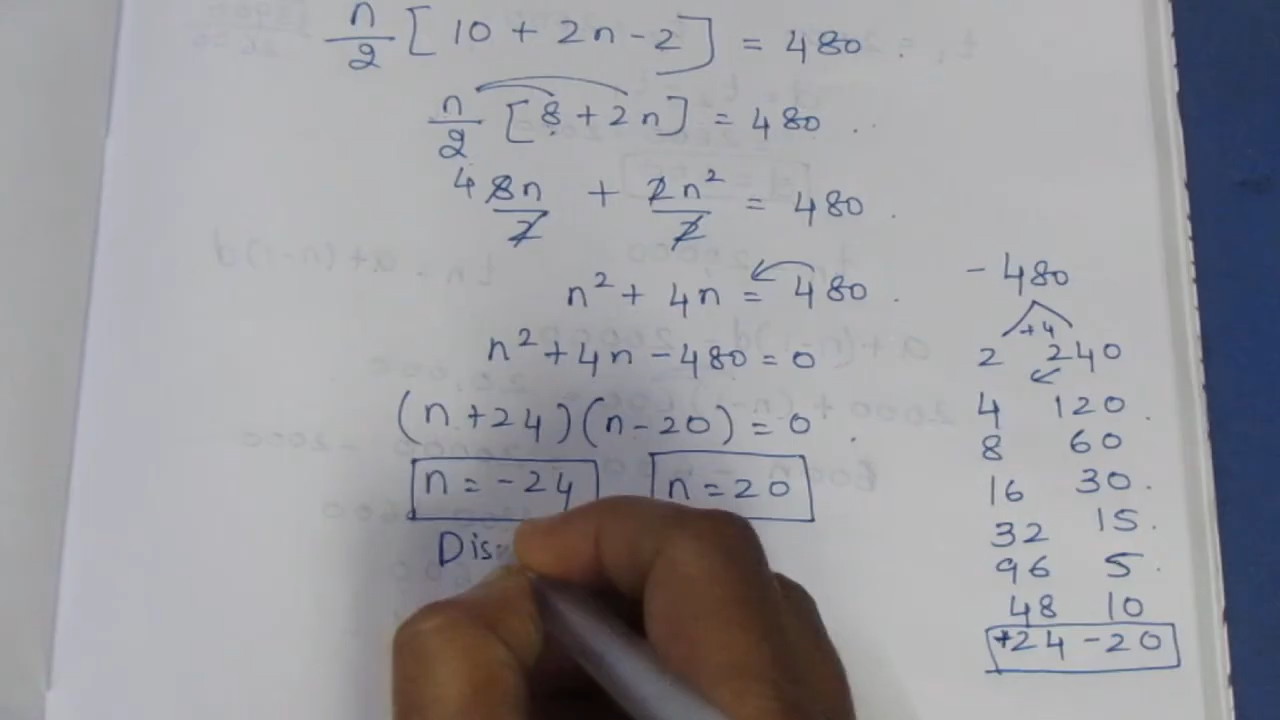 n/2 [ 10 + 2n - 2 ] = 480 .
n/2 [ 8 + 2n ] = 480 .
4 8n/2 + 2n²/2 = 480 .
n² + 4n = 480 .
n² + 4n - 480 = 0
(n + 24) (n - 20) = 0 .
n = -24 n = 20
Dis
- 480
+4
2 240
4 120 .
8 60
16 30 .
32 15 .
96 5 .
48 10
+24 -20